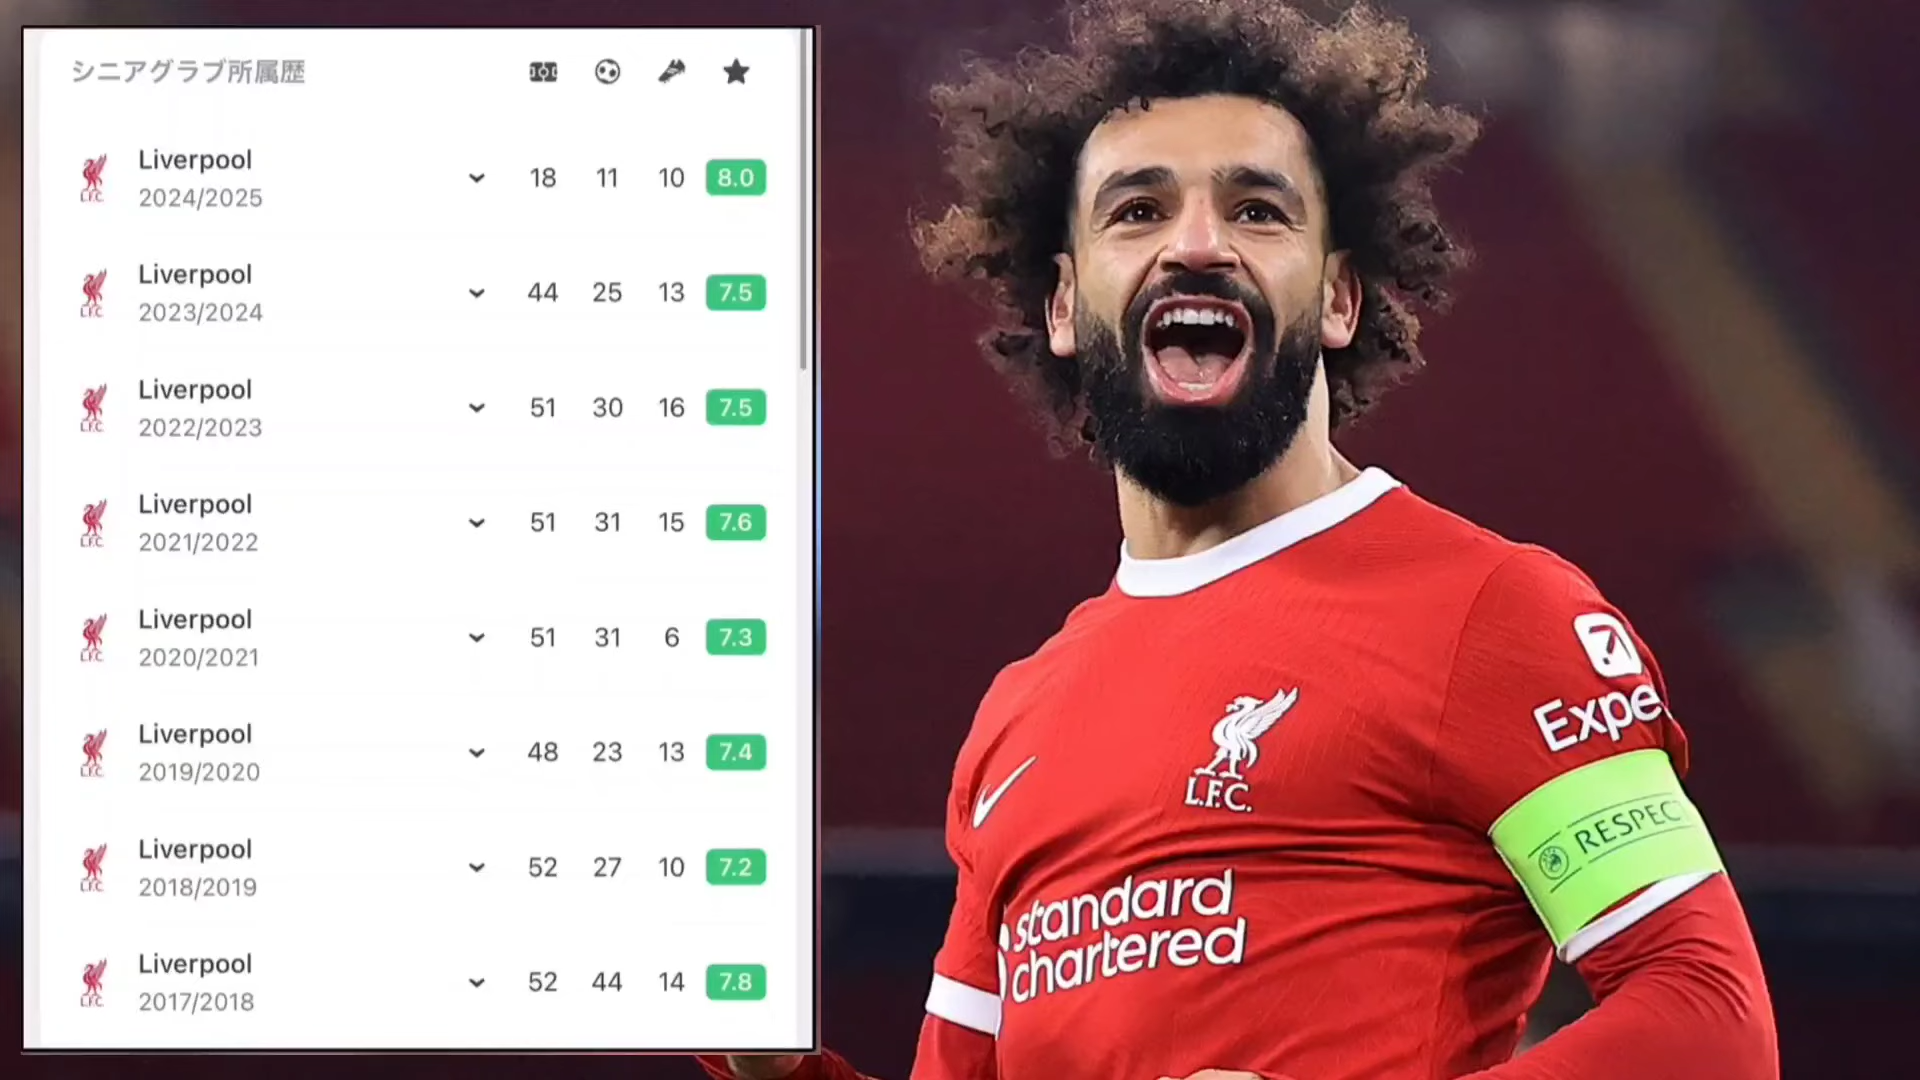 シニアグラブ所属歴
Liverpool
2024/2025
18 11 10 8.0
Liverpool
2023/2024
44 25 13 7.5
Liverpool
2022/2023
51 30 16 7.5
Liverpool
2021/2022
51 31 15 7.6
Liverpool
2020/2021
51 31 6 7.3
Liverpool
2019/2020
48 23 13 7.4
Liverpool
2018/2019
52 27 10 7.2
Liverpool
2017/2018
52 44 14 7.8
L.F.C.
L.F.C.
L.F.C.
L.F.C.
L.F.C.
L.F.C.
L.F.C.
L.F.C.
Expe
L.F.C.
RESPECT
standard
chartered